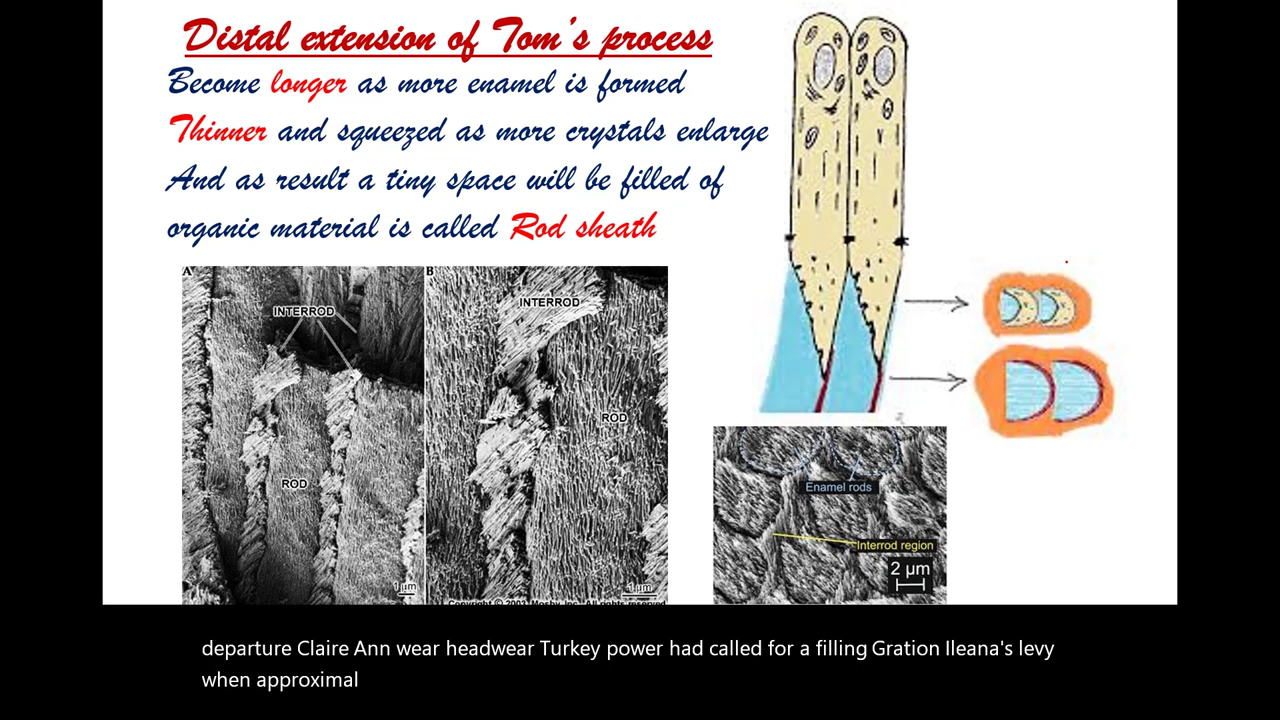 Distal extension of Tom's process
Become longer as more enamel is formed
Thinner and squeezed as more crystals enlarge
And as result a tiny space will be filled of
organic material is called Rod sheath
A
INTERROD
ROD
1 µm
B
INTERROD
ROD
1 µm
Enamel rods
Interrod region
2 µm
departure Claire Ann wear headwear Turkey power had called for a filling Gration Ileana's levy
when approximal